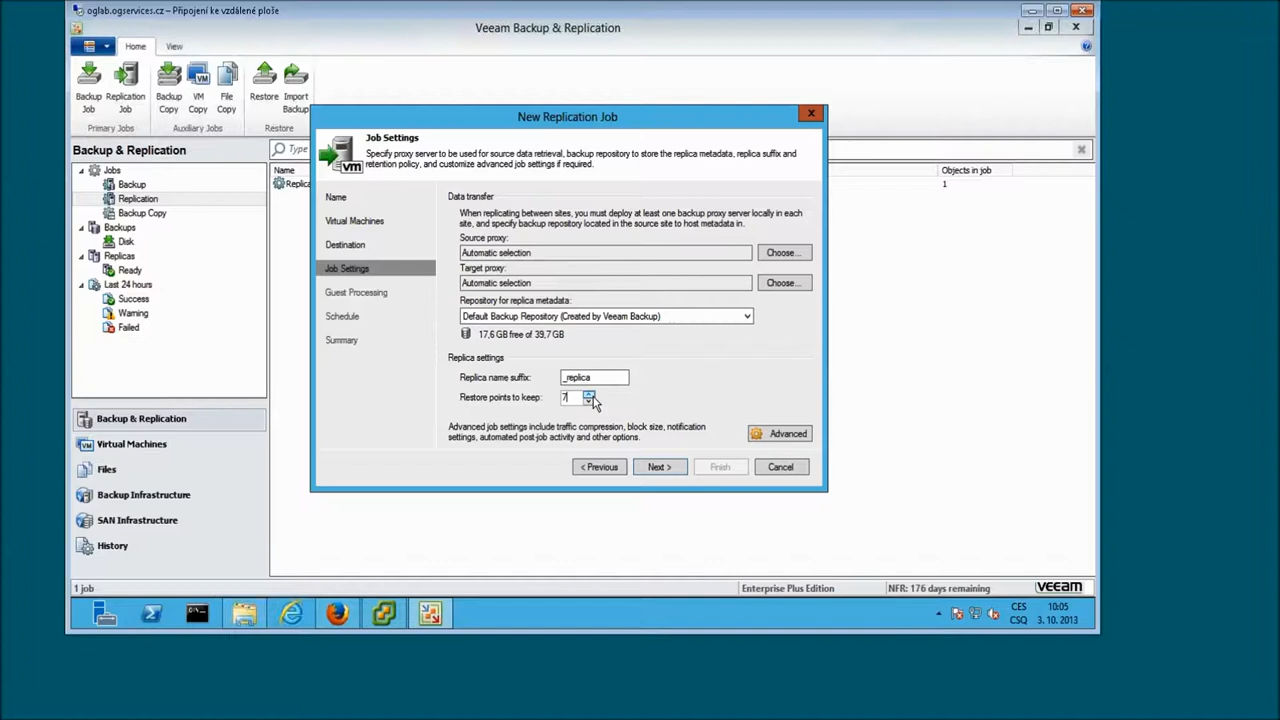 oglab.ogservices.cz – Připojení ke vzdálené ploše
Veeam Backup & Replication
Home
View
Backup Job
Replication Job
Backup Copy
VM Copy
File Copy
Restore
Import Backup
Primary Jobs
Auxiliary Jobs
Restore
Backup & Replication
Jobs
Backup
Replication
Backup Copy
Backups
Disk
Replicas
Ready
Last 24 hours
Success
Warning
Failed
Backup & Replication
Virtual Machines
Files
Backup Infrastructure
SAN Infrastructure
History
Type
Name
Objects in job
Replica
1
New Replication Job
Job Settings
Specify proxy server to be used for source data retrieval, backup repository to store the replica metadata, replica suffix and
retention policy, and customize advanced job settings if required.
Name
Virtual Machines
Destination
Job Settings
Guest Processing
Schedule
Summary
Data transfer
When replicating between sites, you must deploy at least one backup proxy server locally in each
site, and specify backup repository located in the source site to host metadata in.
Source proxy:
Automatic selection
Choose...
Target proxy:
Automatic selection
Choose...
Repository for replica metadata:
Default Backup Repository (Created by Veeam Backup)
17,6 GB free of 39,7GB
Replica settings
Replica name suffix:
_replica
Restore points to keep:
7
Advanced job settings include traffic compression, block size, notification
settings, automated post-job activity and other options.
Advanced
< Previous
Next >
Finish
Cancel
1 job
Enterprise Plus Edition
NFR: 176 days remaining
veeam
CES
CSQ
10:05
3. 10. 2013